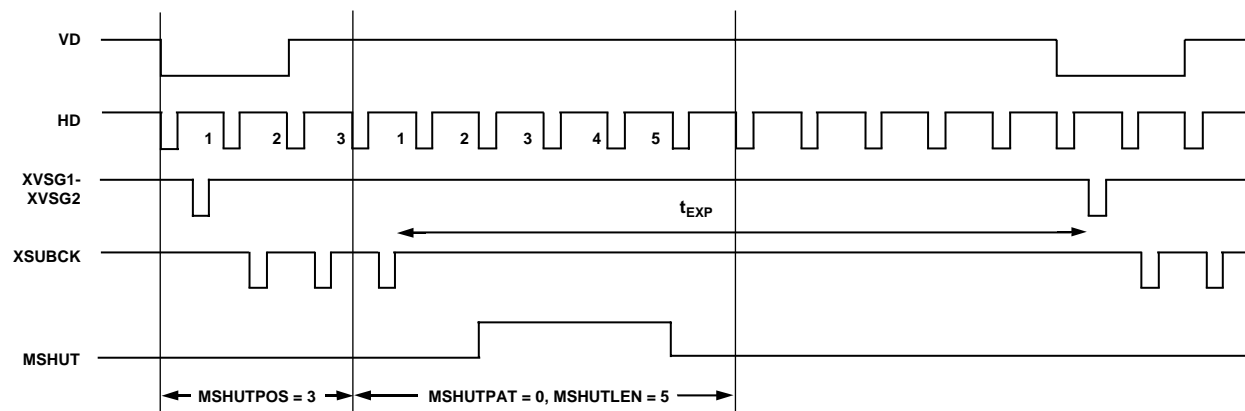 VD
HD
1 2 3 1 2 3 4 5
XVSG1-
XVSG2
tEXP
XSUBCK
MSHUT
MSHUTPOS = 3
MSHUTPAT = 0, MSHUTLEN = 5